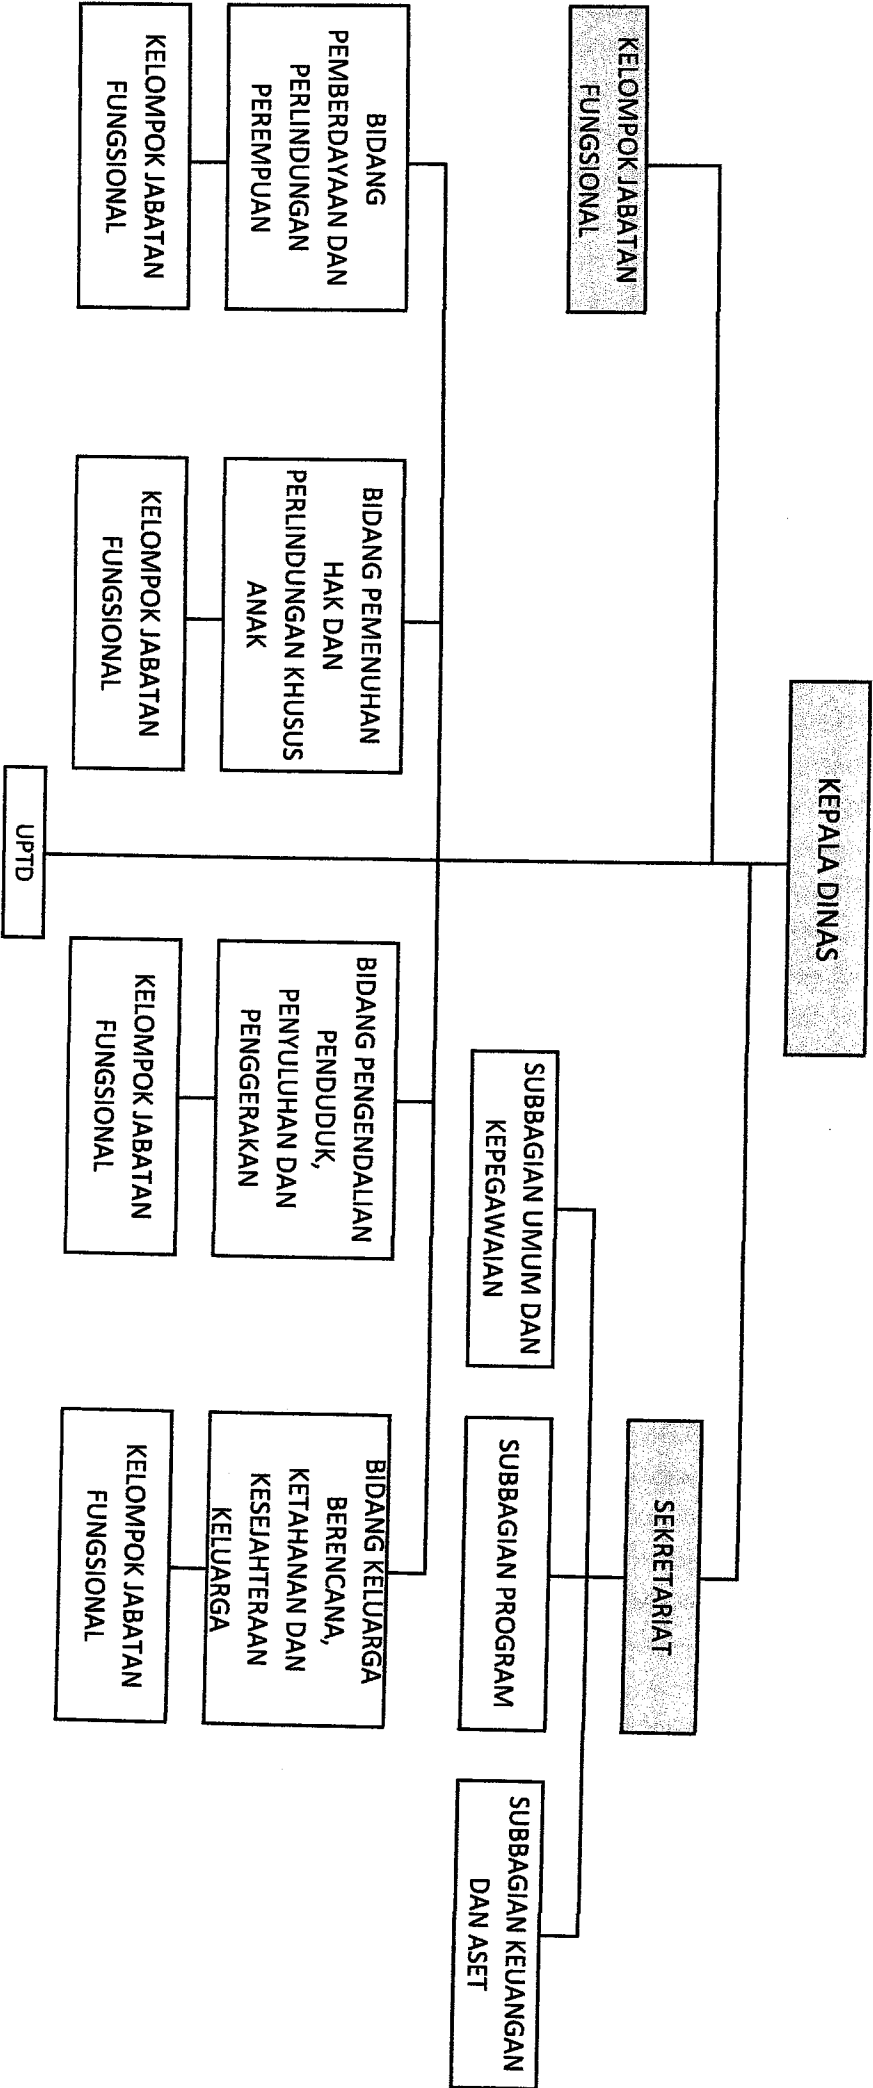 KEPALA DINAS
KELOMPOK JABATAN
FUNGSIONAL
SEKRETARIAT
SUBBAGIAN UMUM DAN
KEPEGAWAIAN
SUBBAGIAN PROGRAM
SUBBAGIAN KEUANGAN
DAN ASET
BIDANG
PEMBERDAYAAN DAN
PERLINDUNGAN
PEREMPUAN
BIDANG PEMENUHAN
HAK DAN
PERLINDUNGAN KHUSUS
ANAK
BIDANG PENGENDALIAN
PENDUDUK,
PENYULUHAN DAN
PENGGERAKAN
BIDANG KELUARGA
BERENCANA,
KETAHANAN DAN
KESEJAHTERAAN
KELUARGA
KELOMPOK JABATAN
FUNGSIONAL
KELOMPOK JABATAN
FUNGSIONAL
KELOMPOK JABATAN
FUNGSIONAL
KELOMPOK JABATAN
FUNGSIONAL
UPTD